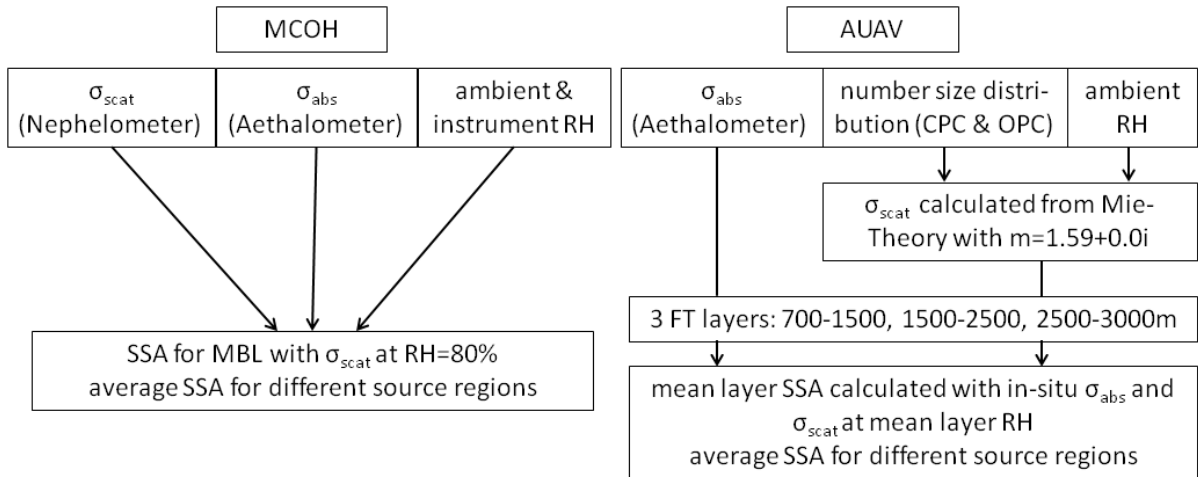 MCOH
σscat
(Nephelometer)
σabs
(Aethalometer)
ambient &
instrument RH
SSA for MBL with σscat at RH=80%
average SSA for different source regions
AUAV
σabs
(Aethalometer)
number size distri-
bution (CPC & OPC)
ambient
RH
σscat calculated from Mie-
Theory with m=1.59+0.0i
3 FT layers: 700-1500, 1500-2500, 2500-3000m
mean layer SSA calculated with in-situ σabs and
σscat at mean layer RH
average SSA for different source regions